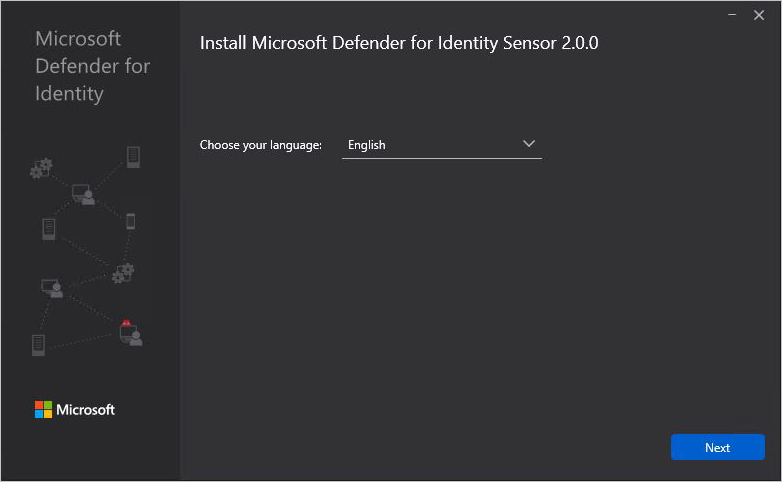 Microsoft
Defender for
Identity
Install Microsoft Defender for Identity Sensor 2.0.0
Choose your language: English
Microsoft
Next